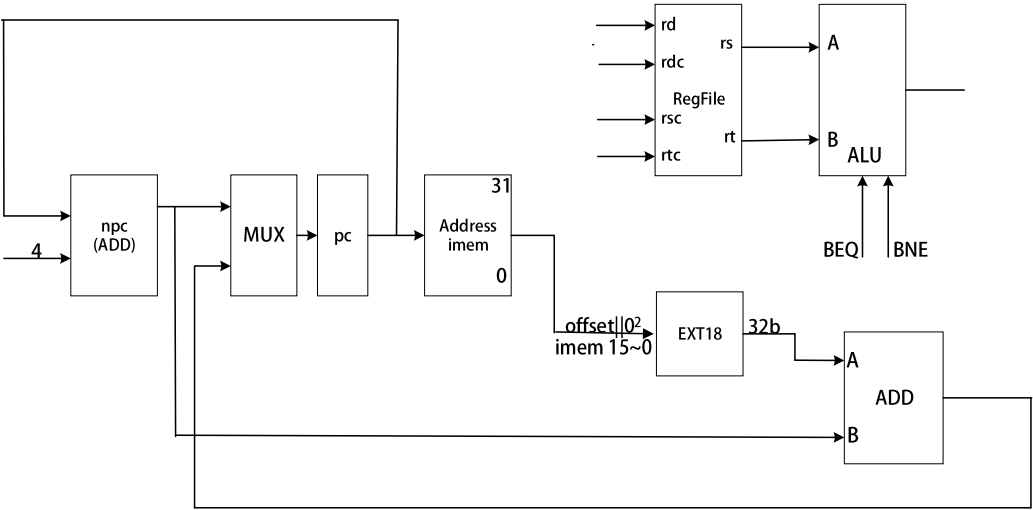 rd
rs
A
rdc
RegFile
rsc
rt
B
rtc
ALU
BEQ
BNE
4
npc
(ADD)
MUX
pc
31
Address
imem
0
offset||0²
imem 15~0
EXT18
32b
A
ADD
B